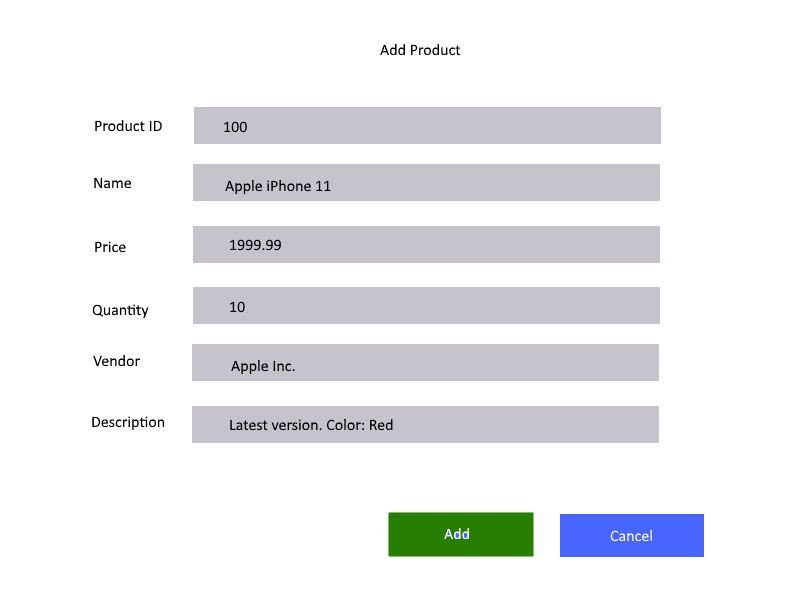 Add Product
Product ID 100
Name Apple iPhone 11
Price 1999.99
Quantity 10
Vendor Apple Inc.
Description Latest version. Color: Red
Add Cancel